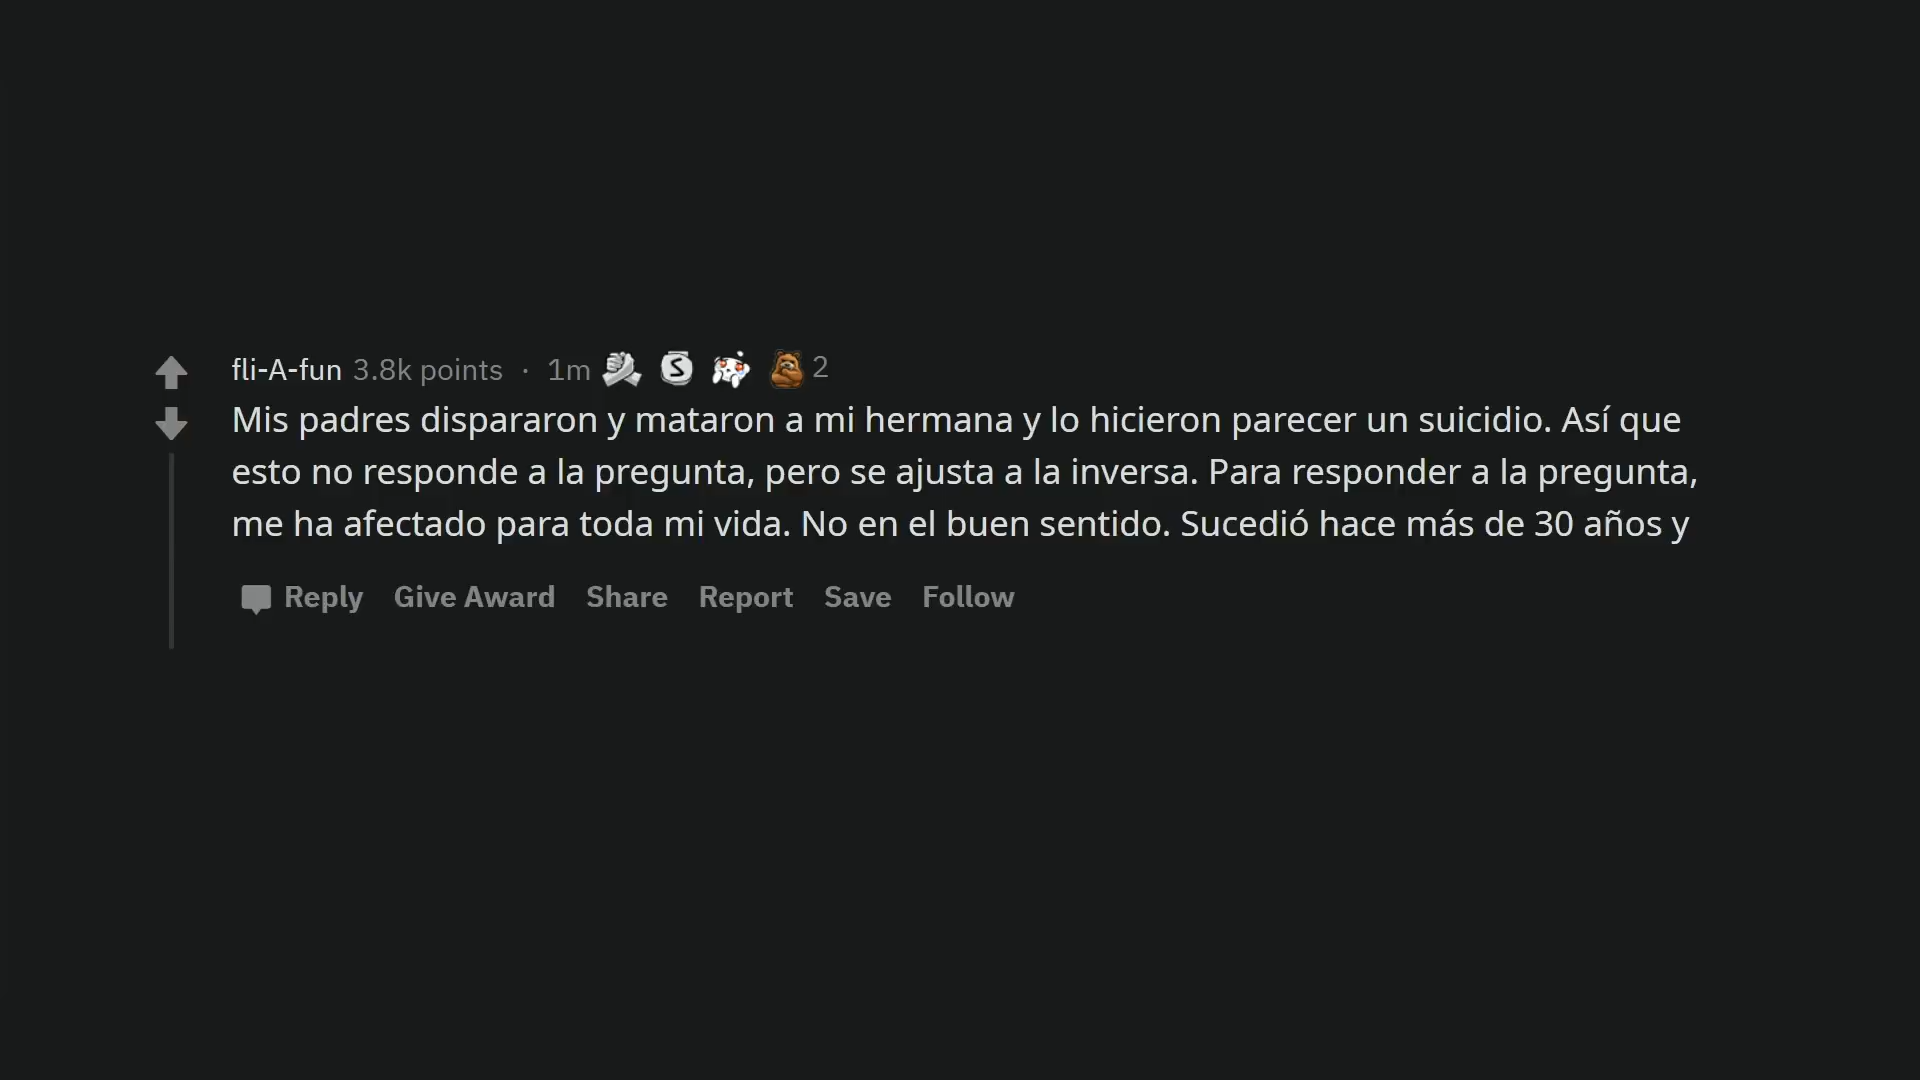 fli-A-fun 3.8k points · 1m 2
Mis padres dispararon y mataron a mi hermana y lo hicieron parecer un suicidio. Así que
esto no responde a la pregunta, pero se ajusta a la inversa. Para responder a la pregunta,
me ha afectado para toda mi vida. No en el buen sentido. Sucedió hace más de 30 años y
Reply Give Award Share Report Save Follow